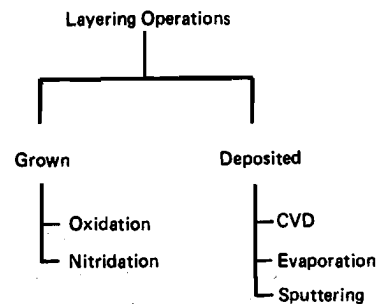 Layering Operations
Grown
Deposited
Oxidation
Nitridation
CVD
Evaporation
Sputtering